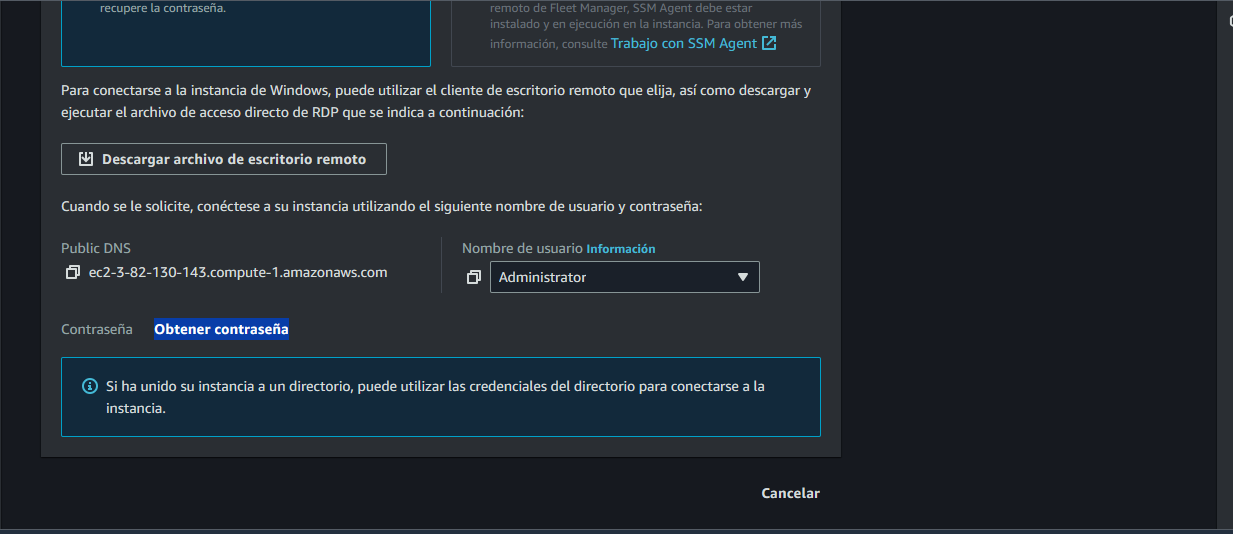 recupere la contraseña.
remoto de Fleet Manager, SSM Agent debe estar
instalado y en ejecución en la instancia. Para obtener más
información, consulte Trabajo con SSM Agent
Para conectarse a la instancia de Windows, puede utilizar el cliente de escritorio remoto que elija, así como descargar y
ejecutar el archivo de acceso directo de RDP que se indica a continuación:
Descargar archivo de escritorio remoto
Cuando se le solicite, conéctese a su instancia utilizando el siguiente nombre de usuario y contraseña:
Public DNS
ec2-3-82-130-143.compute-1.amazonaws.com
Nombre de usuario Información
Administrator
Contraseña Obtener contraseña
Si ha unido su instancia a un directorio, puede utilizar las credenciales del directorio para conectarse a la
instancia.
Cancelar